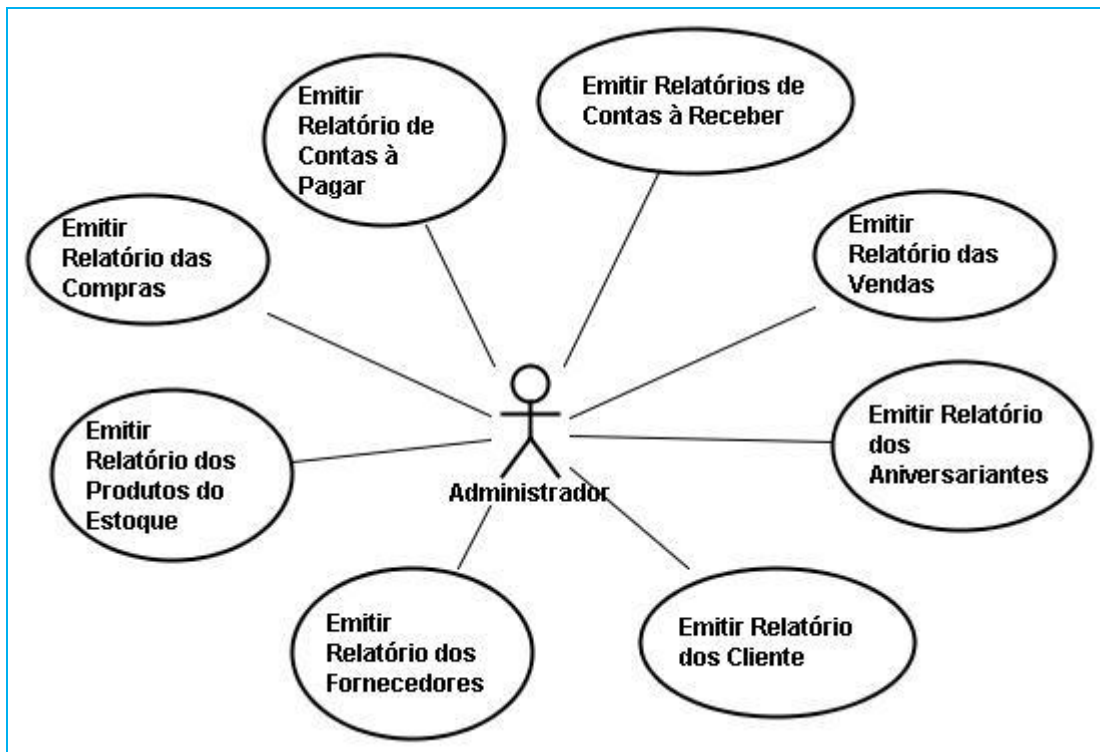 Emitir
Relatório de
Contas à
Pagar
Emitir Relatórios de
Contas à Receber
Emitir
Relatório das
Compras
Emitir
Relatório das
Vendas
Emitir
Relatório dos
Produtos do
Estoque
Emitir Relatório
dos
Aniversariantes
Administrador
Emitir
Relatório dos
Fornecedores
Emitir Relatório
dos Cliente